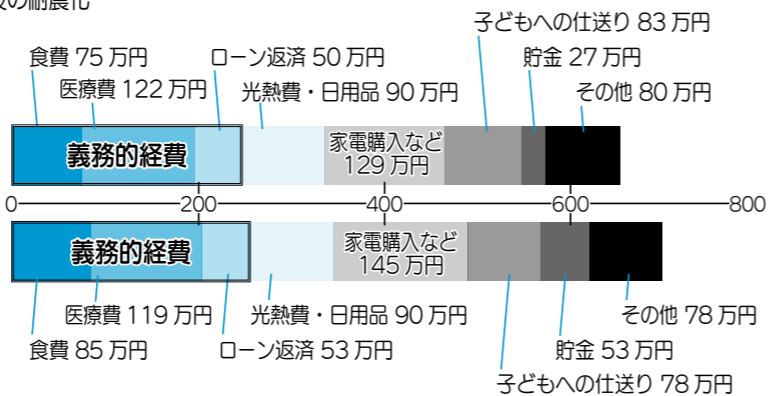 の耐震化
子どもへの仕送り 83 万円
食費 75 万円
ローン返済 50 万円
貯金 27 万円
医療費 122 万円
光熱費・日用品 90 万円
その他 80 万円
義務的経費
家電購入など
129 万円
0
200
400
600
800
義務的経費
家電購入など
145 万円
医療費 119 万円
光熱費・日用品 90 万円
その他 78 万円
食費 85 万円
ローン返済 53 万円
貯金 53 万円
子どもへの仕送り 78 万円